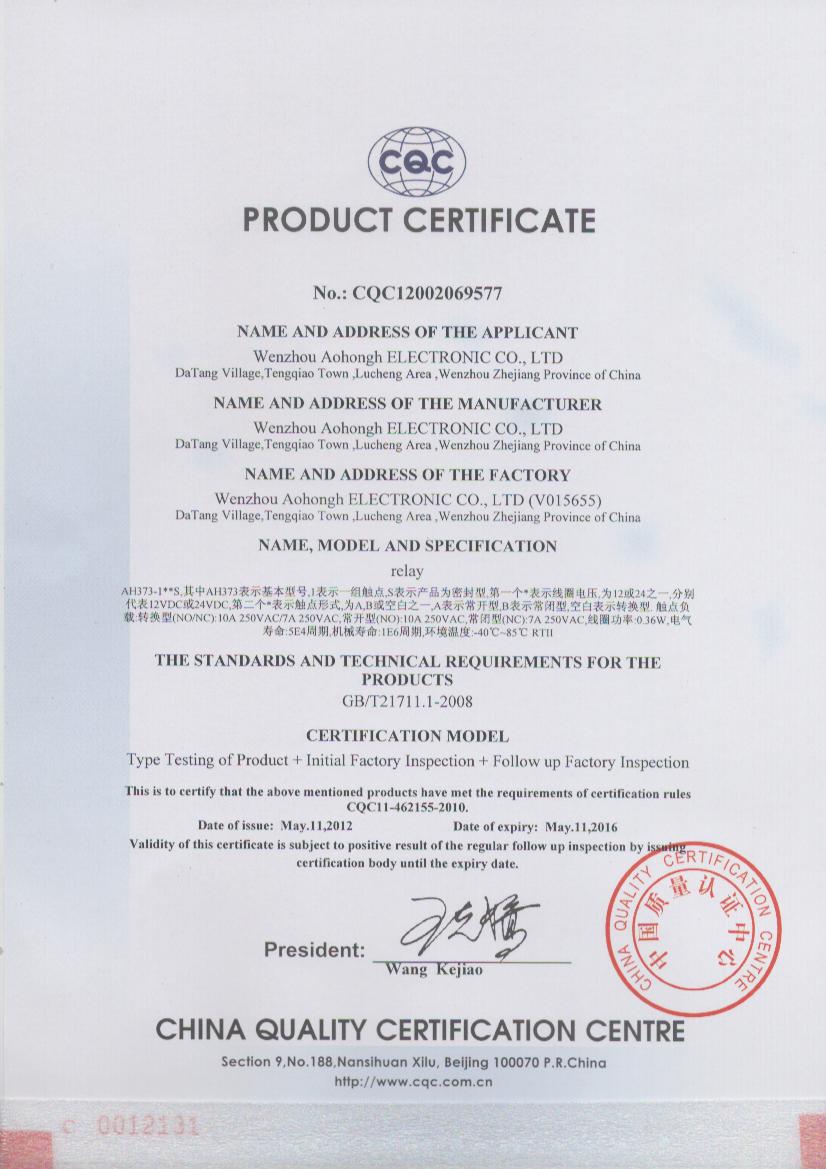 CQC
PRODUCT CERTIFICATE
No.: CQC12002069577
NAME AND ADDRESS OF THE APPLICANT
Wenzhou Aohongh ELECTRONIC CO., LTD
DaTang Village,Tengqiao Town ,Lucheng Area ,Wenzhou Zhejiang Province of China
NAME AND ADDRESS OF THE MANUFACTURER
Wenzhou Aohongh ELECTRONIC CO., LTD
DaTang Village,Tengqiao Town ,Lucheng Area ,Wenzhou Zhejiang Province of China
NAME AND ADDRESS OF THE FACTORY
Wenzhou Aohongh ELECTRONIC CO., LTD (V015655)
DaTang Village,Tengqiao Town ,Lucheng Area ,Wenzhou Zhejiang Province of China
NAME, MODEL AND SPECIFICATION
relay
AH373-1**S,其中AH373表示基本型号,1表示一组触点,S表示产品为密封型,第一个*表示线圈电压,为12或24之一,分别
代表12VDC或24VDC,第二个*表示触点形式,为A,B或空白之一,A表示常开型,B表示常闭型,空白表示转换型. 触点负
载:转换型(NO/NC):10A 250VAC/7A 250VAC,常开型(NO):10A 250VAC,常闭型(NC):7A 250VAC,线圈功率:0.36W,电气
寿命:5E4周期,机械寿命:1E6周期,环境温度:-40℃~85℃ RTII
THE STANDARDS AND TECHNICAL REQUIREMENTS FOR THE
PRODUCTS
GB/T21711.1-2008
CERTIFICATION MODEL
Type Testing of Product + Initial Factory Inspection + Follow up Factory Inspection
This is to certify that the above mentioned products have met the requirements of certification rules
CQC11-462155-2010.
Date of issue: May.11,2012 Date of expiry: May.11,2016
Validity of this certificate is subject to positive result of the regular follow up inspection by issuing
certification body until the expiry date.
CHINA QUALITY CERTIFICATION CENTRE
中国质量认证中心
President:
Wang Kejiao
CHINA QUALITY CERTIFICATION CENTRE
Section 9,No.188,Nansihuan Xilu, Beijing 100070 P.R.China
http://www.cqc.com.cn
C 0012131